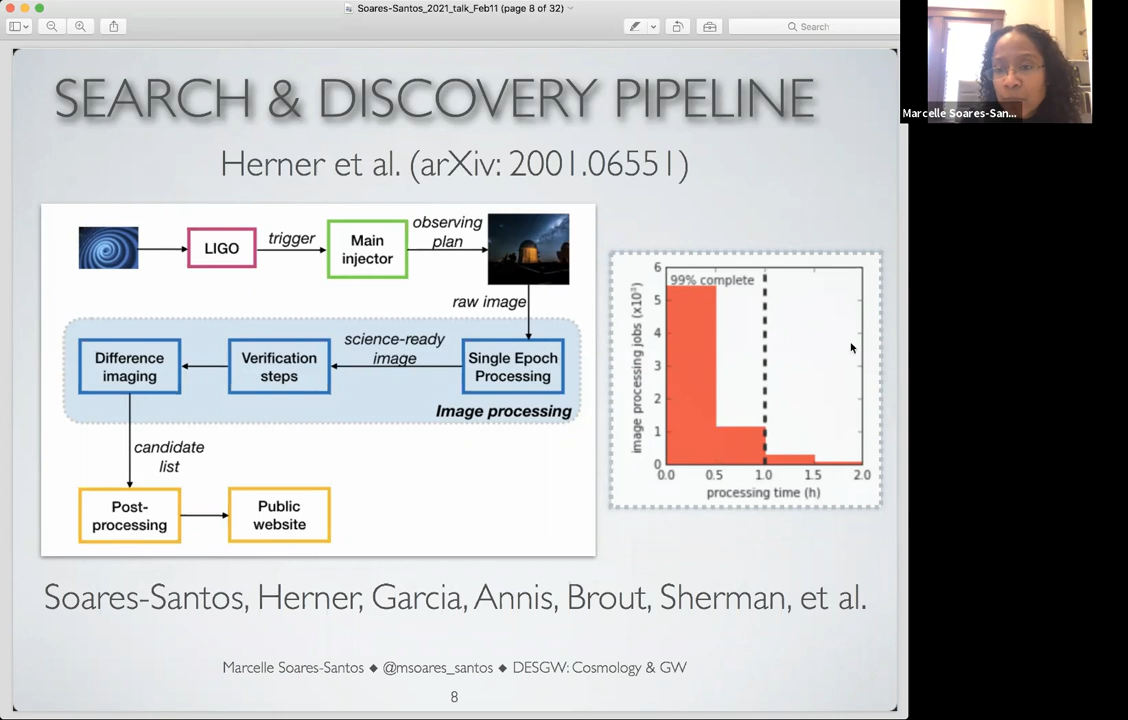 Soares-Santos_2021_talk_Feb11 (page 8 of 32)
Search
SEARCH & DISCOVERY PIPELINE
Herner et al. (arXiv: 2001.06551)
LIGO
trigger
Main
injector
observing
plan
raw image
Difference
imaging
Verification
steps
science-ready
image
Single Epoch
Processing
Image processing
candidate
list
Post-
processing
Public
website
99% complete
image processing jobs (x10³)
6
5
4
3
2
1
0
0.0 0.5 1.0 1.5 2.0
processing time (h)
Soares-Santos, Herner, Garcia, Annis, Brout, Sherman, et al.
Marcelle Soares-Santos ◆ @msoares_santos ◆ DESGW: Cosmology & GW
8
Marcelle Soares-San...